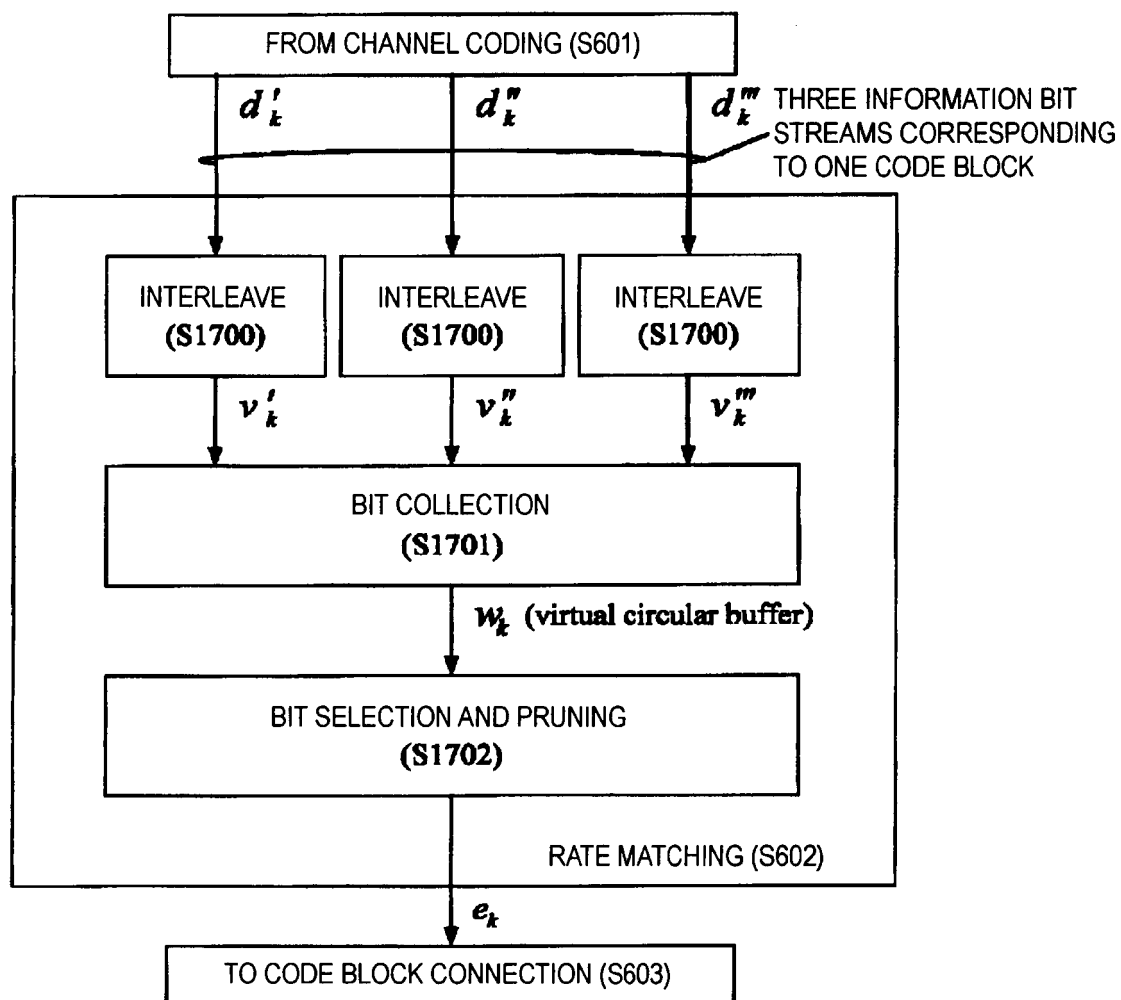 FROM CHANNEL CODING (S601)
d'k d''k d'''k
THREE INFORMATION BIT
STREAMS CORRESPONDING
TO ONE CODE BLOCK
INTERLEAVE
(S1700)
INTERLEAVE
(S1700)
INTERLEAVE
(S1700)
v'k v''k v'''k
BIT COLLECTION
(S1701)
wk (virtual circular buffer)
BIT SELECTION AND PRUNING
(S1702)
RATE MATCHING (S602)
ek
TO CODE BLOCK CONNECTION (S603)